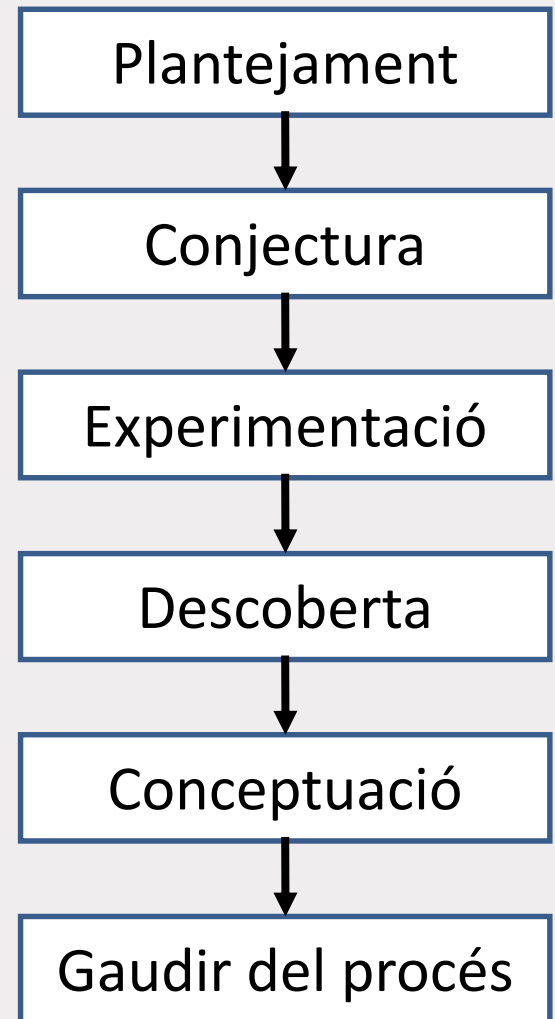 Plantejament
Conjectura
Experimentació
Descoberta
Conceptuació
Gaudir del procés